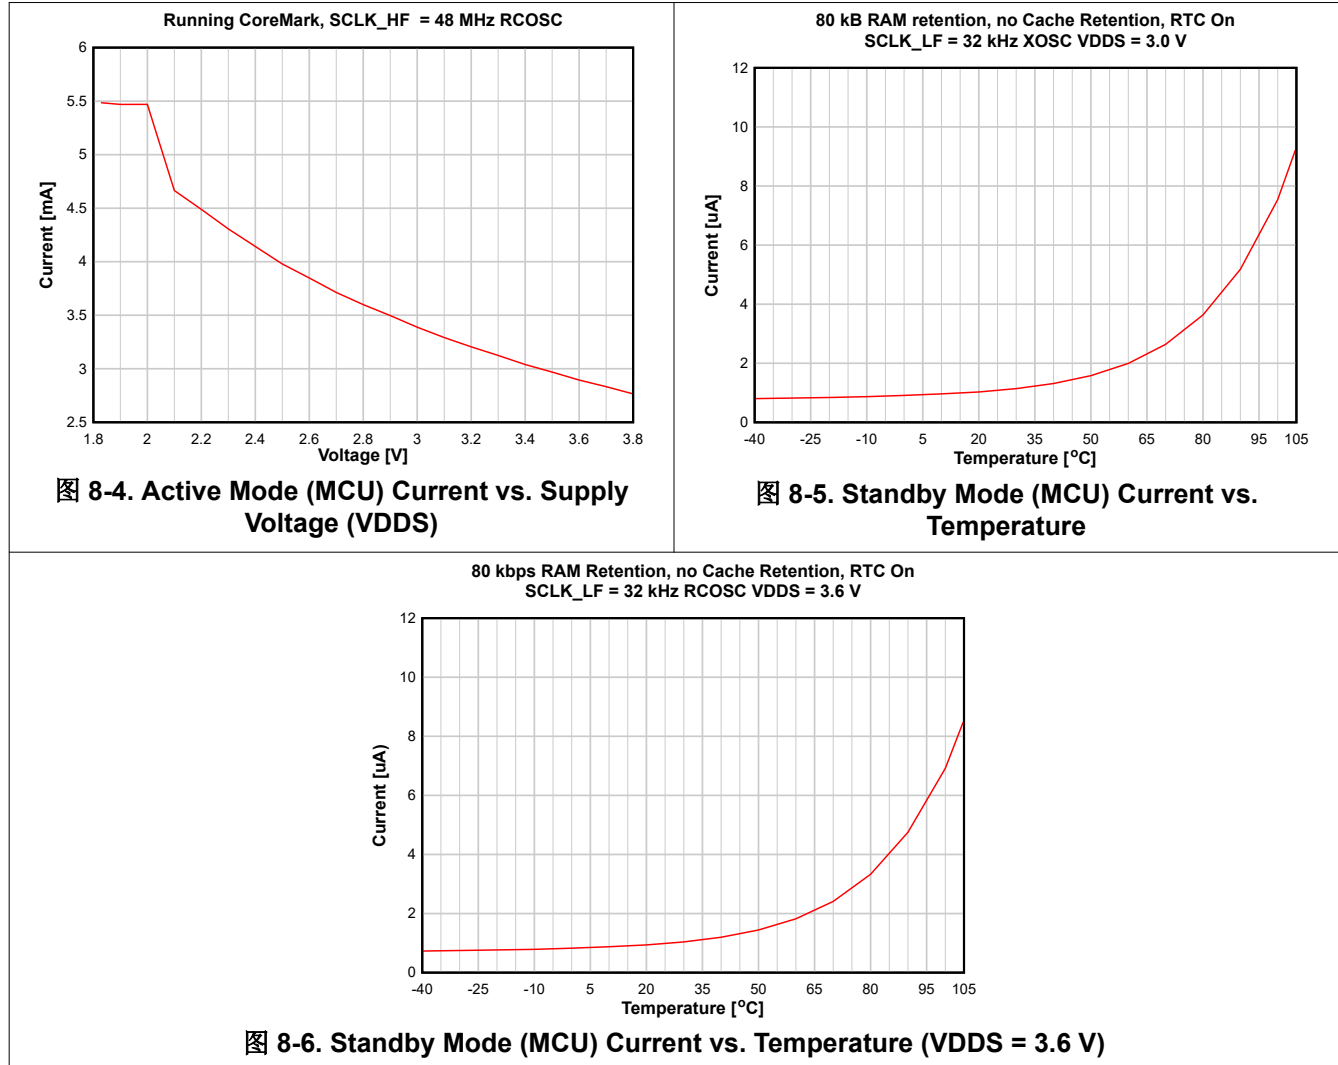 Running CoreMark, SCLK_HF = 48 MHz RCOSC
6
5.5
5
4.5
4
3.5
3
2.5
Current [mA]
1.8 2 2.2 2.4 2.6 2.8 3 3.2 3.4 3.6 3.8
Voltage [V]
图 8-4. Active Mode (MCU) Current vs. Supply
Voltage (VDDS)
80 kB RAM retention, no Cache Retention, RTC On
SCLK_LF = 32 kHz XOSC VDDS = 3.0 V
12
10
8
6
4
2
0
Current [uA]
-40 -25 -10 5 20 35 50 65 80 95 105
Temperature [°C]
图 8-5. Standby Mode (MCU) Current vs.
Temperature
80 kbps RAM Retention, no Cache Retention, RTC On
SCLK_LF = 32 kHz RCOSC VDDS = 3.6 V
12
10
8
6
4
2
0
Current [uA)
-40 -25 -10 5 20 35 50 65 80 95 105
Temperature [°C]
图 8-6. Standby Mode (MCU) Current vs. Temperature (VDDS = 3.6 V)